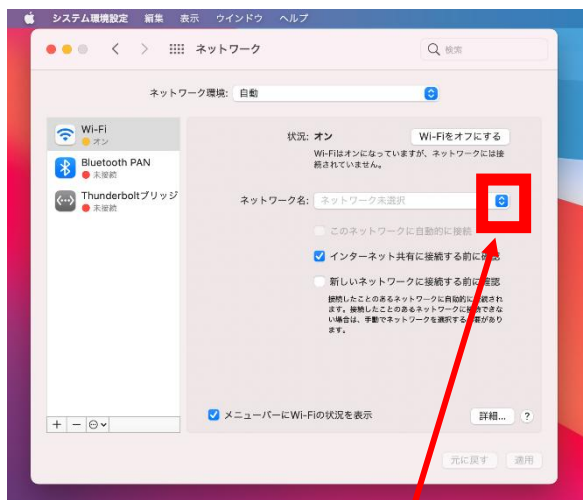 システム環境設定 編集 表示 ウインドウ ヘルプ
ネットワーク
検索
ネットワーク環境: 自動
Wi-Fi
オン
Bluetooth PAN
未接続
Thunderboltブリッジ
未接続
状況: オン
Wi-Fiをオフにする
Wi-Fiはオンになっていますが、ネットワークには接
続されていません。
ネットワーク名: ネットワーク未選択
このネットワークに自動的に接続
インターネット共有に接続する前に確認
新しいネットワークに接続する前に確認
接続したことのあるネットワークに自動的に接続され
ます。接続したことのあるネットワークに接続できな
い場合は、手動でネットワークを選択する必要があり
ます。
メニューバーにWi-Fiの状況を表示
詳細... ?
元に戻す 適用